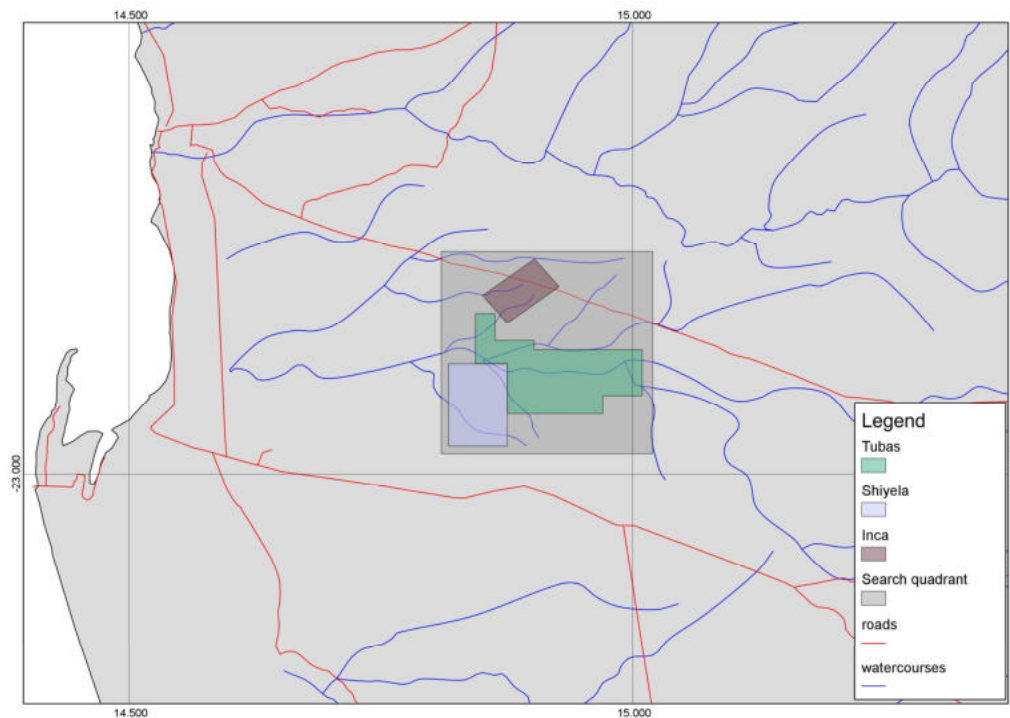 14.500 15.000
-23.000
Legend
Tubas
Shiyela
Inca
Search quadrant
roads
watercourses
14.500 15.000